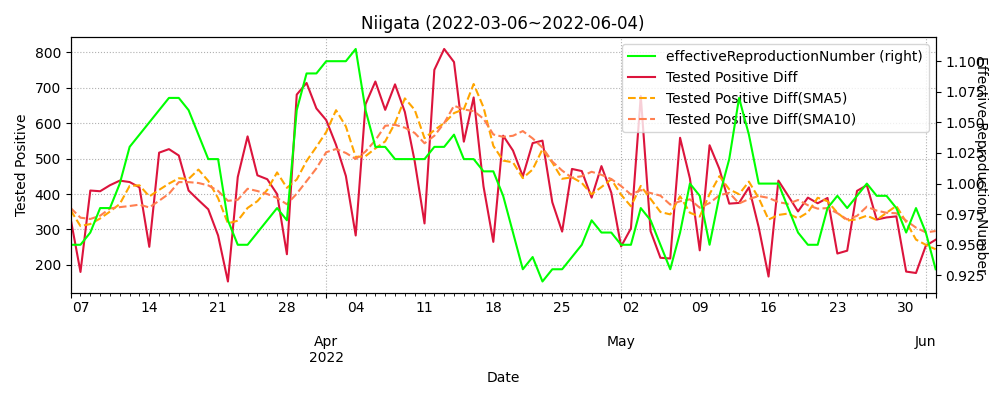 Niigata (2022-03-06~2022-06-04)
effectiveReproductionNumber (right)
Tested Positive Diff
Tested Positive Diff(SMA5)
Tested Positive Diff(SMA10)
Tested Positive
800
700
600
500
400
300
200
1.100
1.075
1.050
1.025
1.000
0.975
0.950
0.925
effectiveReproductionNumber
07 14 21 28 04 11 18 25 02 09 16 23 30
Apr May Jun
2022
Date